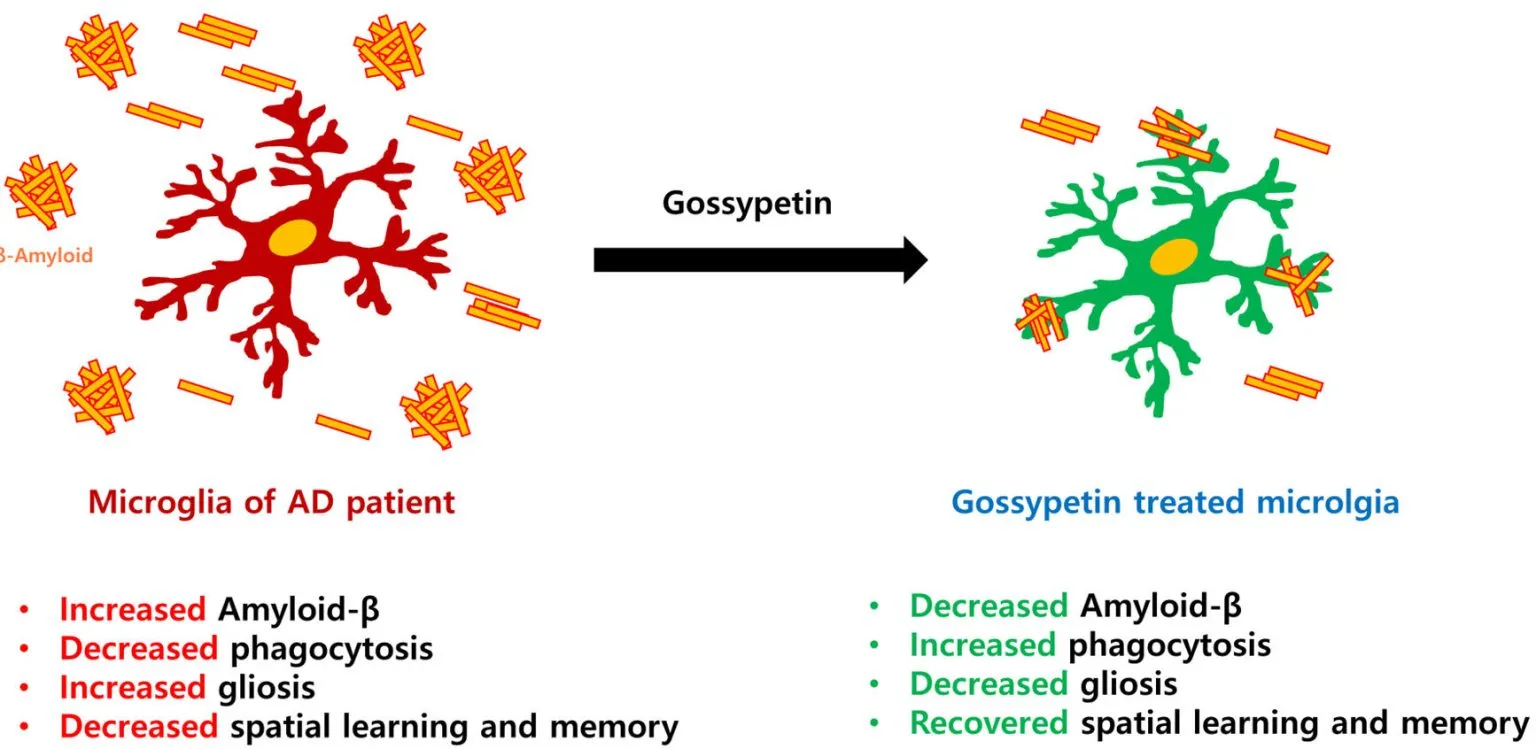 β-Amyloid
Gossypetin
Microglia of AD patient
Gossypetin treated microlgia
• Increased Amyloid-β
• Decreased phagocytosis
• Increased gliosis
• Decreased spatial learning and memory
• Decreased Amyloid-β
• Increased phagocytosis
• Decreased gliosis
• Recovered spatial learning and memory